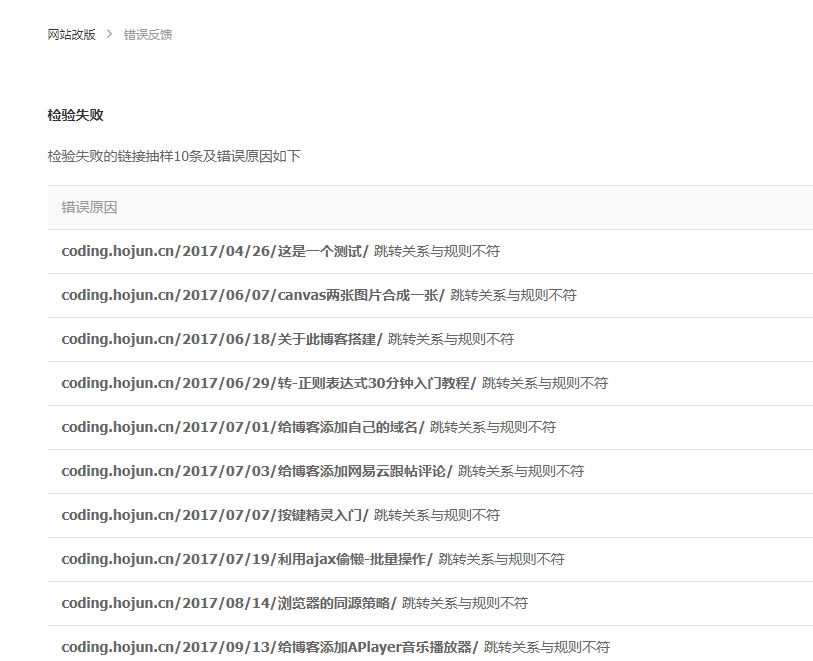 网站改版 > 错误反馈
检验失败
检验失败的链接抽样10条及错误原因如下
错误原因
coding.hojun.cn/2017/04/26/这是一个测试/ 跳转关系与规则不符
coding.hojun.cn/2017/06/07/canvas两张图片合成一张/ 跳转关系与规则不符
coding.hojun.cn/2017/06/18/关于此博客搭建/ 跳转关系与规则不符
coding.hojun.cn/2017/06/29/转-正则表达式30分钟入门教程/ 跳转关系与规则不符
coding.hojun.cn/2017/07/01/给博客添加自己的域名/ 跳转关系与规则不符
coding.hojun.cn/2017/07/03/给博客添加网易云跟帖评论/ 跳转关系与规则不符
coding.hojun.cn/2017/07/07/按键精灵入门/ 跳转关系与规则不符
coding.hojun.cn/2017/07/19/利用ajax偷懒-批量操作/ 跳转关系与规则不符
coding.hojun.cn/2017/08/14/浏览器的同源策略/ 跳转关系与规则不符
coding.hojun.cn/2017/09/13/给博客添加APlayer音乐播放器/ 跳转关系与规则不符